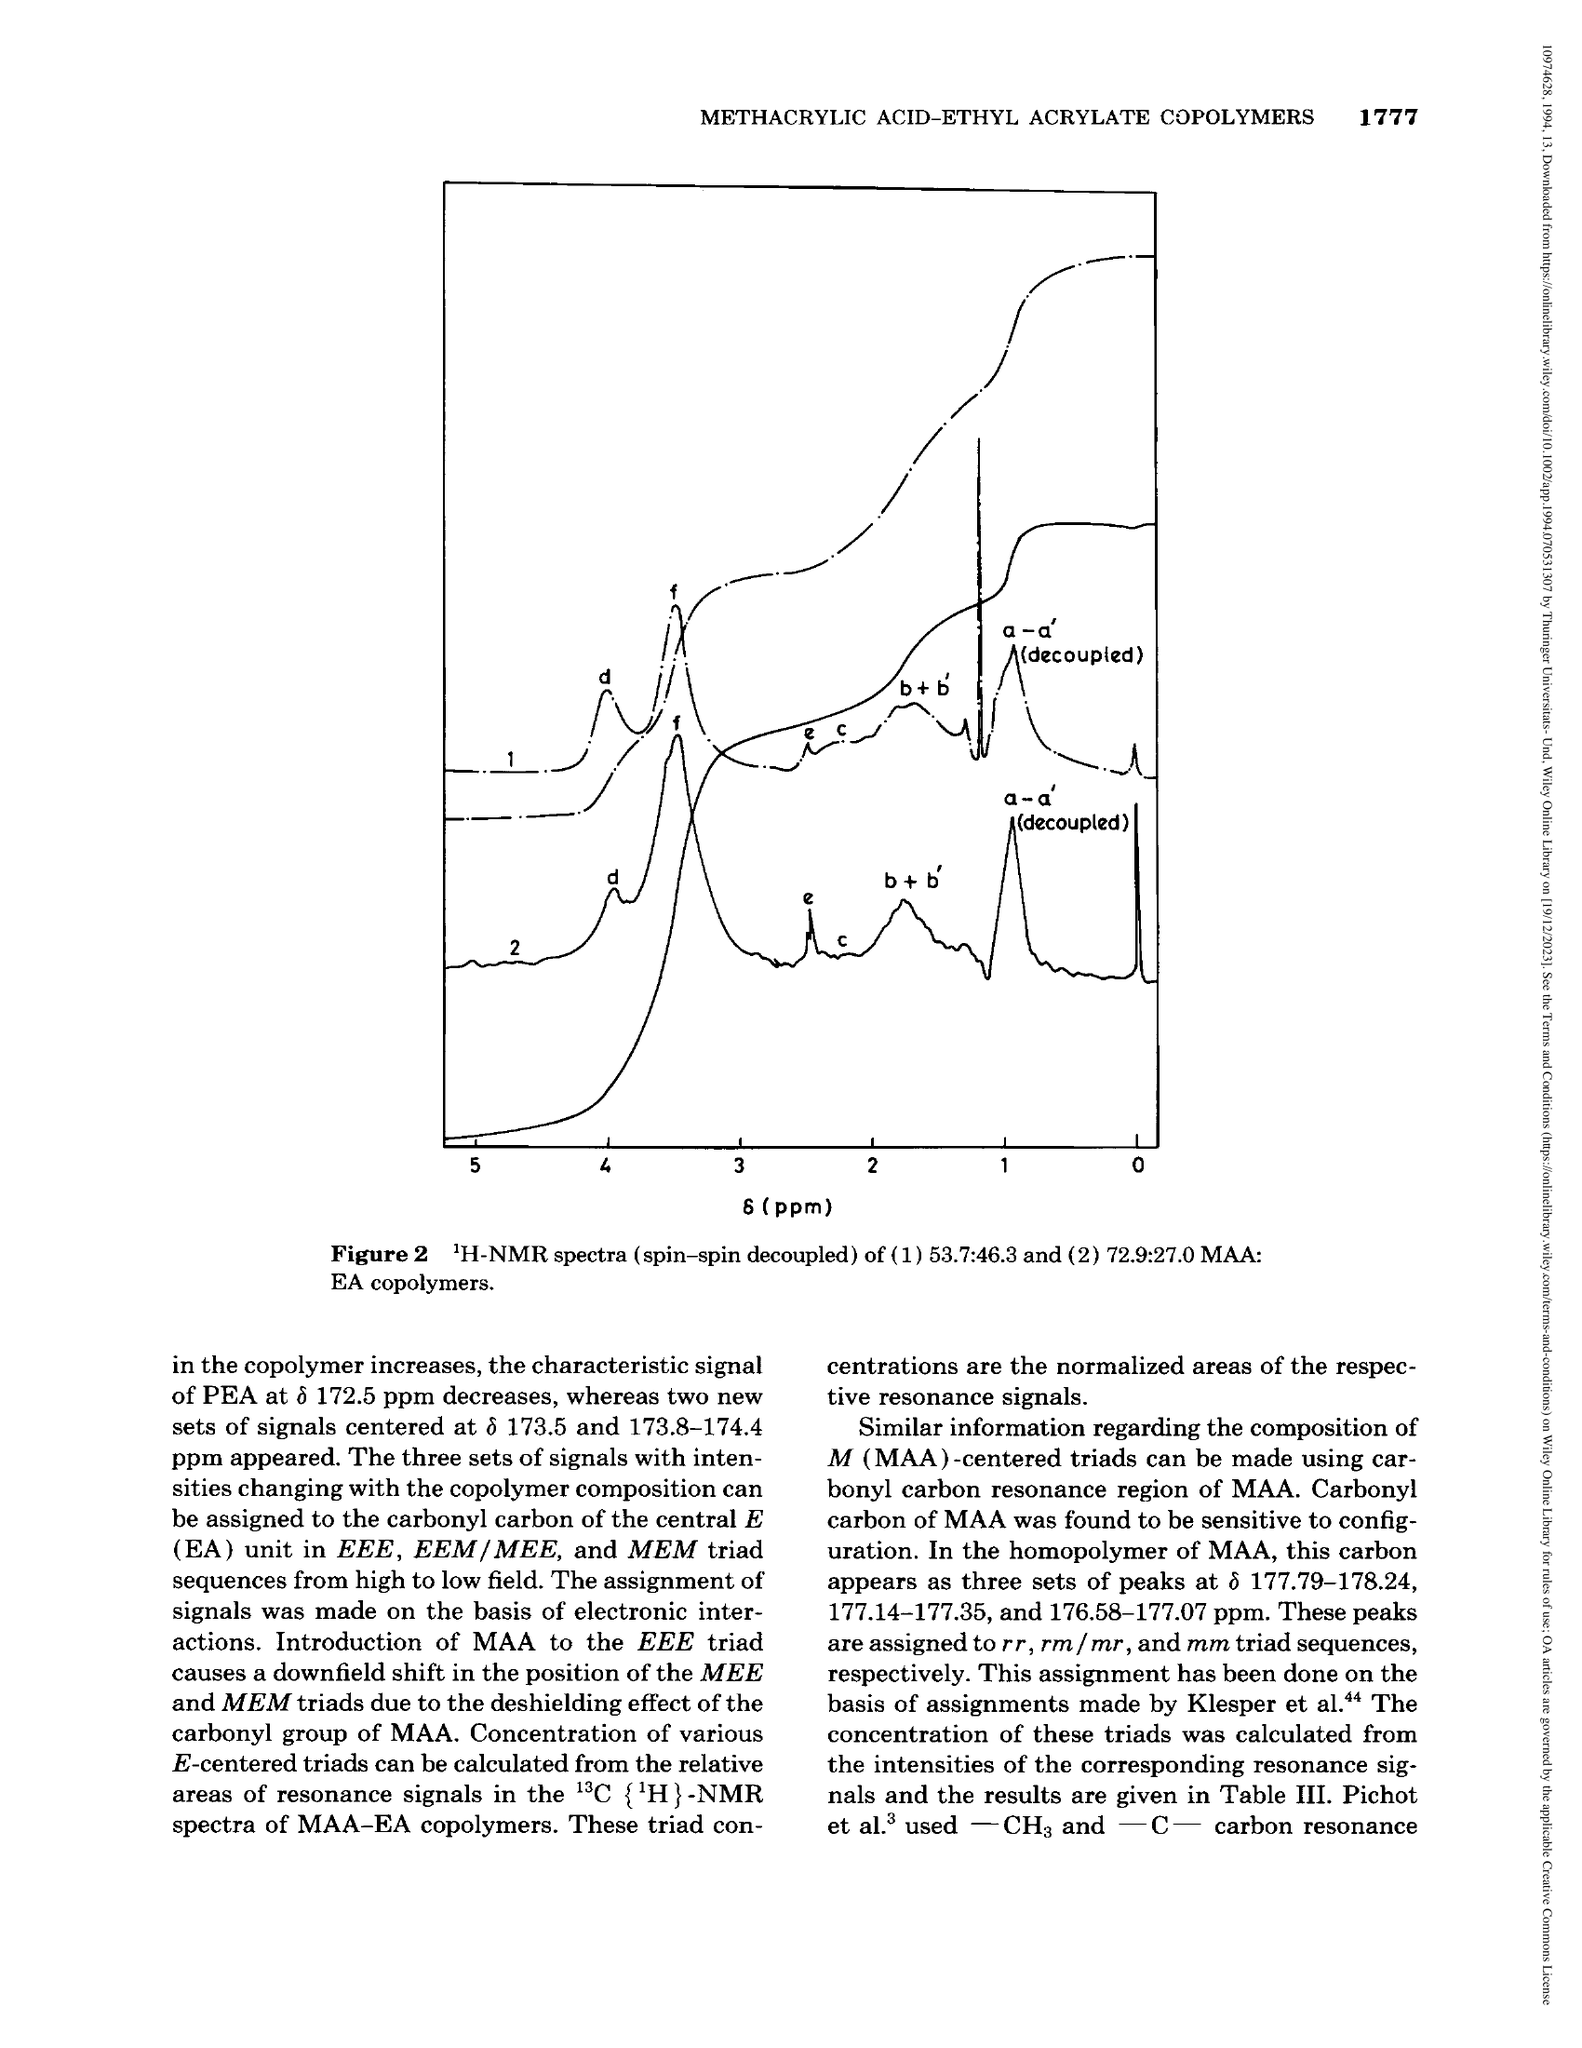 METHACRYLIC ACID–ETHYL ACRYLATE COPOLYMERS 1777
f
d
1
a – a′
(decoupled)
b + b′
e c
f
a – a′
(decoupled)
d
2
e
c
b + b′
5 4 3 2 1 0
δ (ppm)
Figure 2 ¹H-NMR spectra (spin–spin decoupled) of (1) 53.7:46.3 and (2) 72.9:27.0 MAA:
EA copolymers.
in the copolymer increases, the characteristic signal
of PEA at δ 172.5 ppm decreases, whereas two new
sets of signals centered at δ 173.5 and 173.8–174.4
ppm appeared. The three sets of signals with inten-
sities changing with the copolymer composition can
be assigned to the carbonyl carbon of the central E
(EA) unit in EEE, EEM/MEE, and MEM triad
sequences from high to low field. The assignment of
signals was made on the basis of electronic inter-
actions. Introduction of MAA to the EEE triad
causes a downfield shift in the position of the MEE
and MEM triads due to the deshielding effect of the
carbonyl group of MAA. Concentration of various
E-centered triads can be calculated from the relative
areas of resonance signals in the ¹³C {¹H}-NMR
spectra of MAA–EA copolymers. These triad con-
centrations are the normalized areas of the respec-
tive resonance signals.
Similar information regarding the composition of
M (MAA)-centered triads can be made using car-
bonyl carbon resonance region of MAA. Carbonyl
carbon of MAA was found to be sensitive to config-
uration. In the homopolymer of MAA, this carbon
appears as three sets of peaks at δ 177.79–178.24,
177.14–177.35, and 176.58–177.07 ppm. These peaks
are assigned to rr, rm/mr, and mm triad sequences,
respectively. This assignment has been done on the
basis of assignments made by Klesper et al.⁴⁴ The
concentration of these triads was calculated from
the intensities of the corresponding resonance sig-
nals and the results are given in Table III. Pichot
et al.³ used —CH₃ and —C— carbon resonance
10974628, 1994, 13, Downloaded from https://onlinelibrary.wiley.com/doi/10.1002/app.1994.070531307 by Thuringer Universitats- Und, Wiley Online Library on [19/12/2023]. See the Terms and Conditions (https://onlinelibrary.wiley.com/terms-and-conditions) on Wiley Online Library for rules of use; OA articles are governed by the applicable Creative Commons License